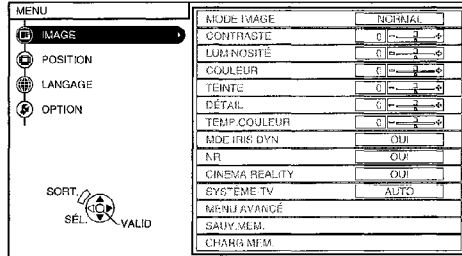 MENU
IMAGE
POSITION
LANGAGE
OPTION
SORT.
SÉL.
VALID
MODE IMAGE NORMAL
CONTRASTE 0
LUMINOSITÉ 0
COULEUR 0
TEINTE 0
DÉTAIL 0
TEMP.COULEUR 0
MDE IRIS DYN OUI
NR OUI
CINEMA REALITY OUI
SYSTÈME TV AUTO
MENU AVANCÉ
SAUV.MEM.
CHARG MEM.